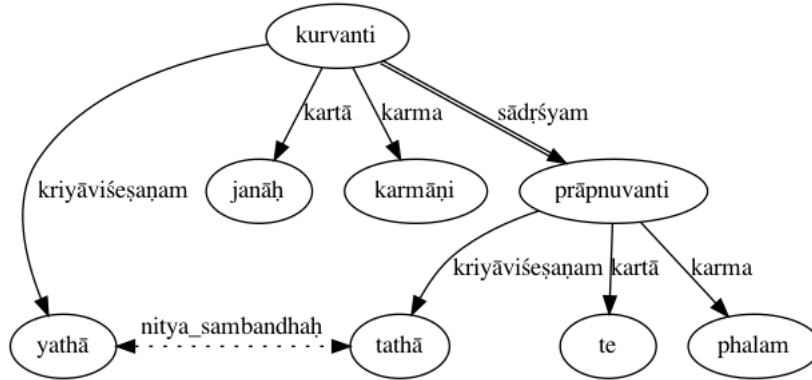 kurvanti
kartā karma sādṛśyam
kriyāviśeṣaṇam janāḥ karmāṇi prāpnuvanti
kriyāviśeṣaṇam kartā karma
nitya_sambandhaḥ
yathā tathā te phalam